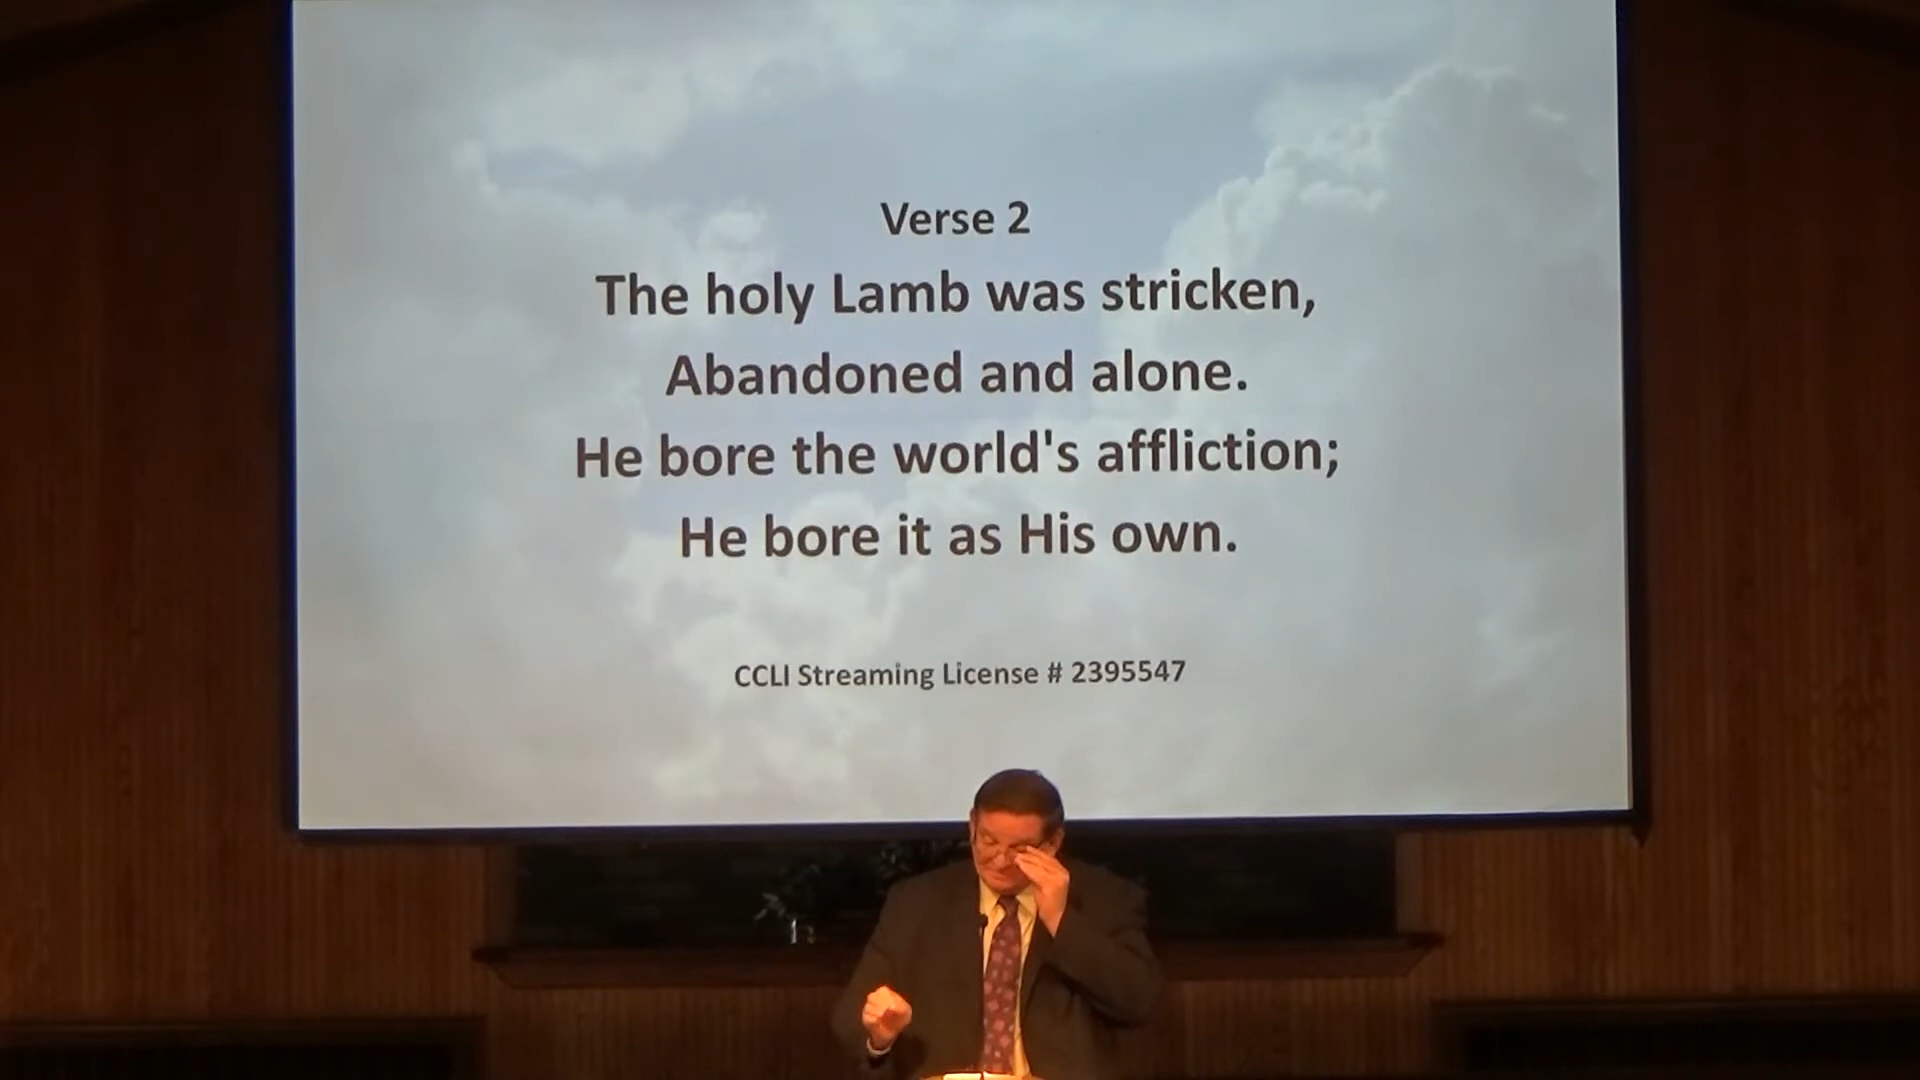 Verse 2
The holy Lamb was stricken,
Abandoned and alone.
He bore the world's affliction;
He bore it as His own.
CCLI Streaming License # 2395547